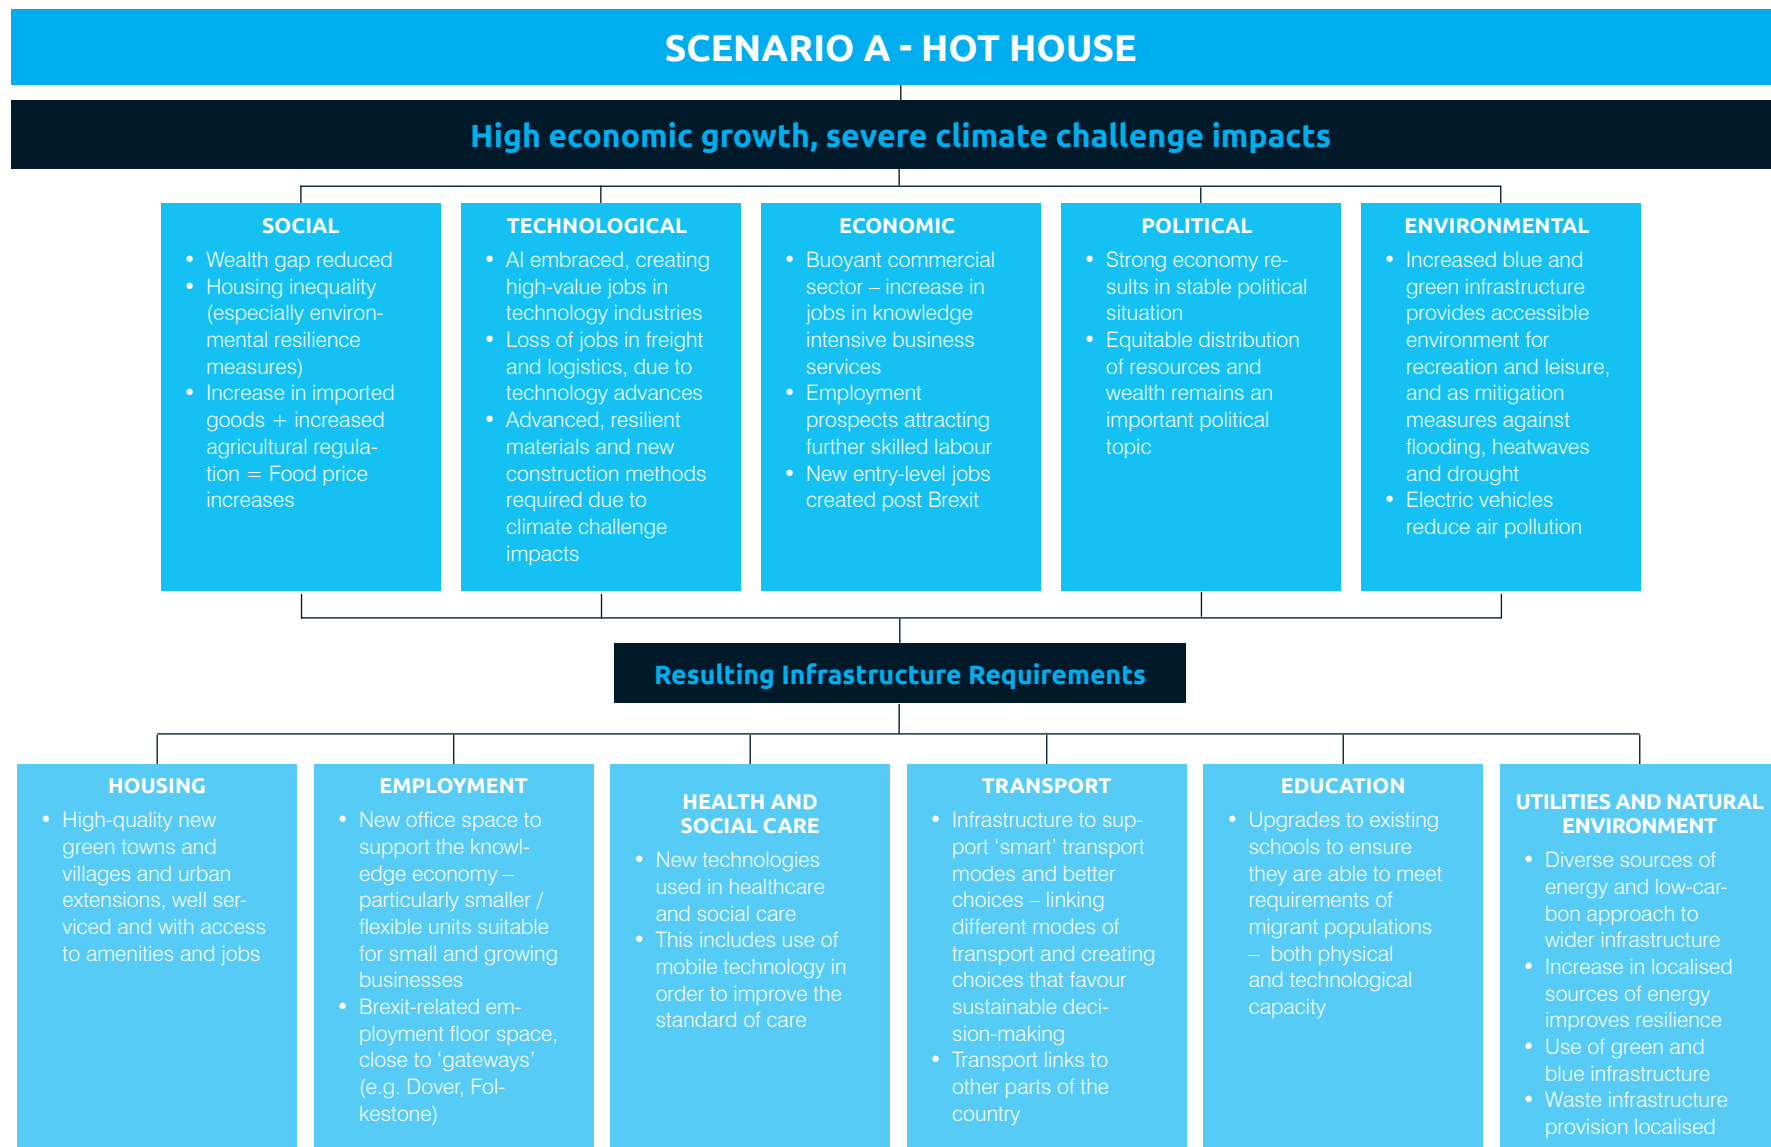 SCENARIO A - HOT HOUSE
High economic growth, severe climate challenge impacts
SOCIAL
• Wealth gap reduced
• Housing inequality
(especially environ-
mental resilience
measures)
• Increase in imported
goods + increased
agricultural regula-
tion = Food price
increases
TECHNOLOGICAL
• AI embraced, creating
high-value jobs in
technology industries
• Loss of jobs in freight
and logistics, due to
technology advances
• Advanced, resilient
materials and new
construction methods
required due to
climate challenge
impacts
ECONOMIC
• Buoyant commercial
sector – increase in
jobs in knowledge
intensive business
services
• Employment
prospects attracting
further skilled labour
• New entry-level jobs
created post Brexit
POLITICAL
• Strong economy re-
sults in stable political
situation
• Equitable distribution
of resources and
wealth remains an
important political
topic
ENVIRONMENTAL
• Increased blue and
green infrastructure
provides accessible
environment for
recreation and leisure,
and as mitigation
measures against
flooding, heatwaves
and drought
• Electric vehicles
reduce air pollution
Resulting Infrastructure Requirements
HOUSING
• High-quality new
green towns and
villages and urban
extensions, well ser-
viced and with access
to amenities and jobs
EMPLOYMENT
• New office space to
support the knowl-
edge economy –
particularly smaller /
flexible units suitable
for small and growing
businesses
• Brexit-related em-
ployment floor space,
close to ‘gateways’
(e.g. Dover, Fol-
kestone)
HEALTH AND
SOCIAL CARE
• New technologies
used in healthcare
and social care
• This includes use of
mobile technology in
order to improve the
standard of care
TRANSPORT
• Infrastructure to sup-
port ‘smart’ transport
modes and better
choices – linking
different modes of
transport and creating
choices that favour
sustainable deci-
sion-making
• Transport links to
other parts of the
country
EDUCATION
• Upgrades to existing
schools to ensure
they are able to meet
requirements of
migrant populations
– both physical
and technological
capacity
UTILITIES AND NATURAL
ENVIRONMENT
• Diverse sources of
energy and low-car-
bon approach to
wider infrastructure
• Increase in localised
sources of energy
improves resilience
• Use of green and
blue infrastructure
• Waste infrastructure
provision localised